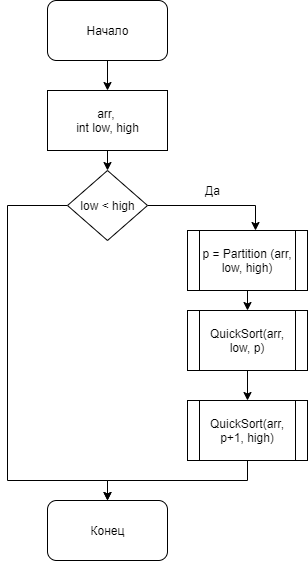 Начало
arr,
int low, high
low < high
Да
p = Partition (arr,
low, high)
QuickSort(arr,
low, p)
QuickSort(arr,
p+1, high)
Конец